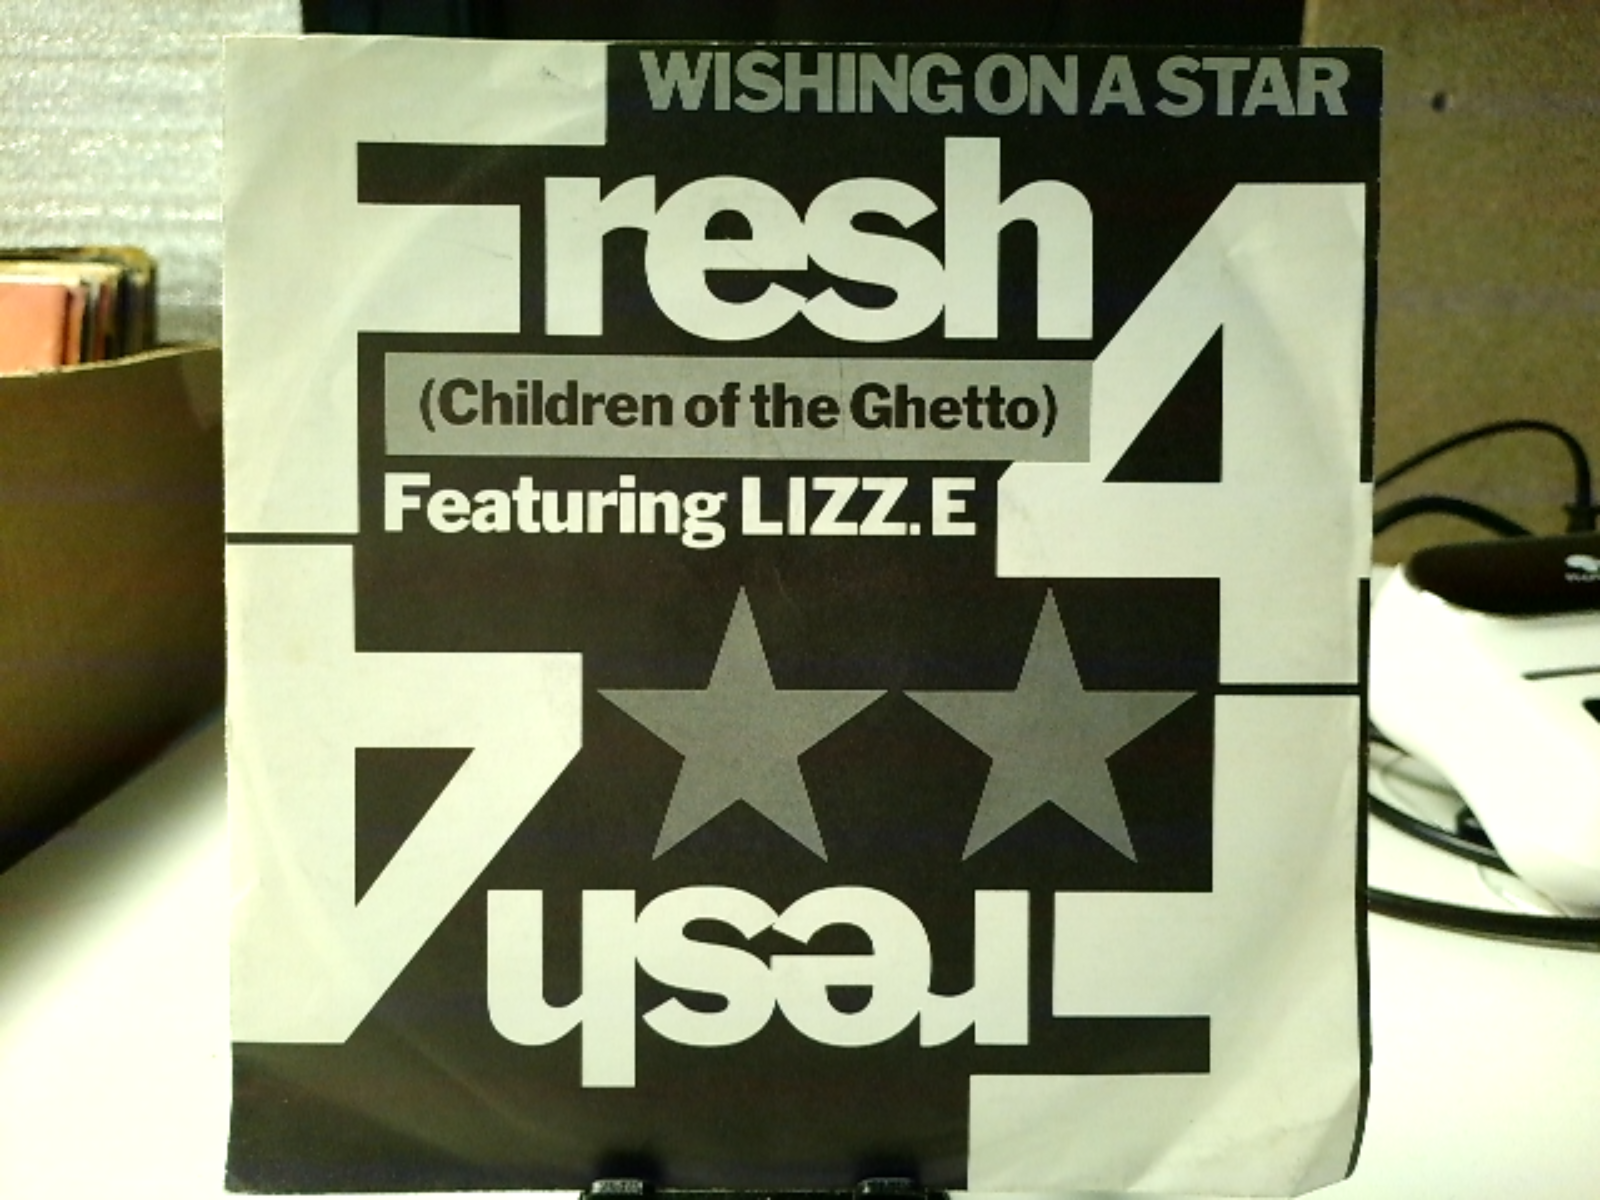 WISHING ON A STAR
Fresh 4
(Children of the Ghetto)
Featuring LIZZ.E
Fresh 4